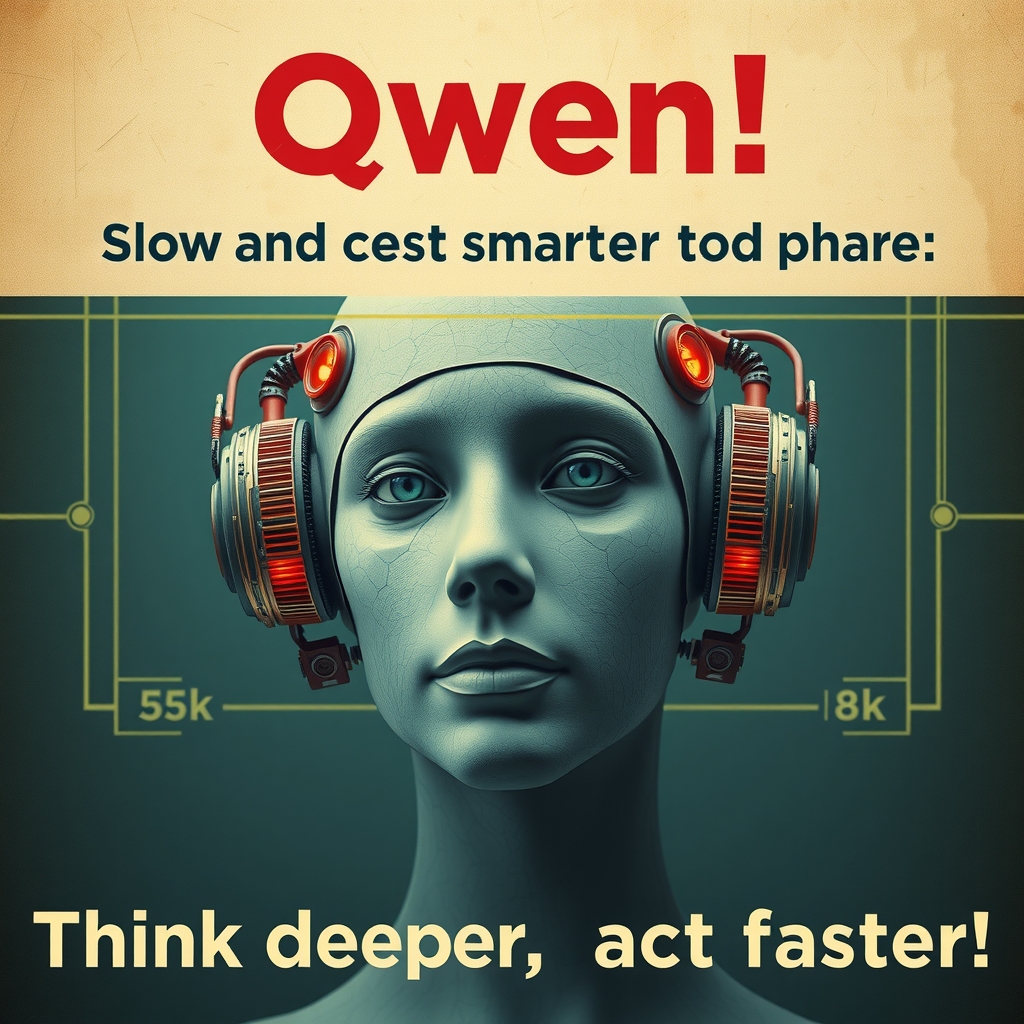 Qwen!
Slow and cest smarter tod phare:
55k
8k
Think deeper, act faster!